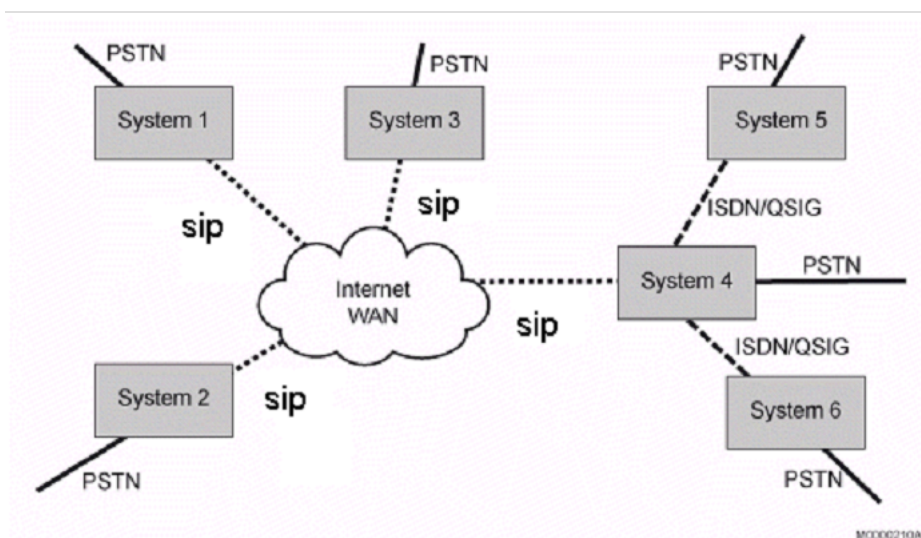 PSTN
PSTN
PSTN
System 1
System 3
System 5
sip
sip
ISDN/QSIG
Internet
WAN
System 4
PSTN
sip
ISDN/QSIG
System 2
sip
System 6
PSTN
PSTN